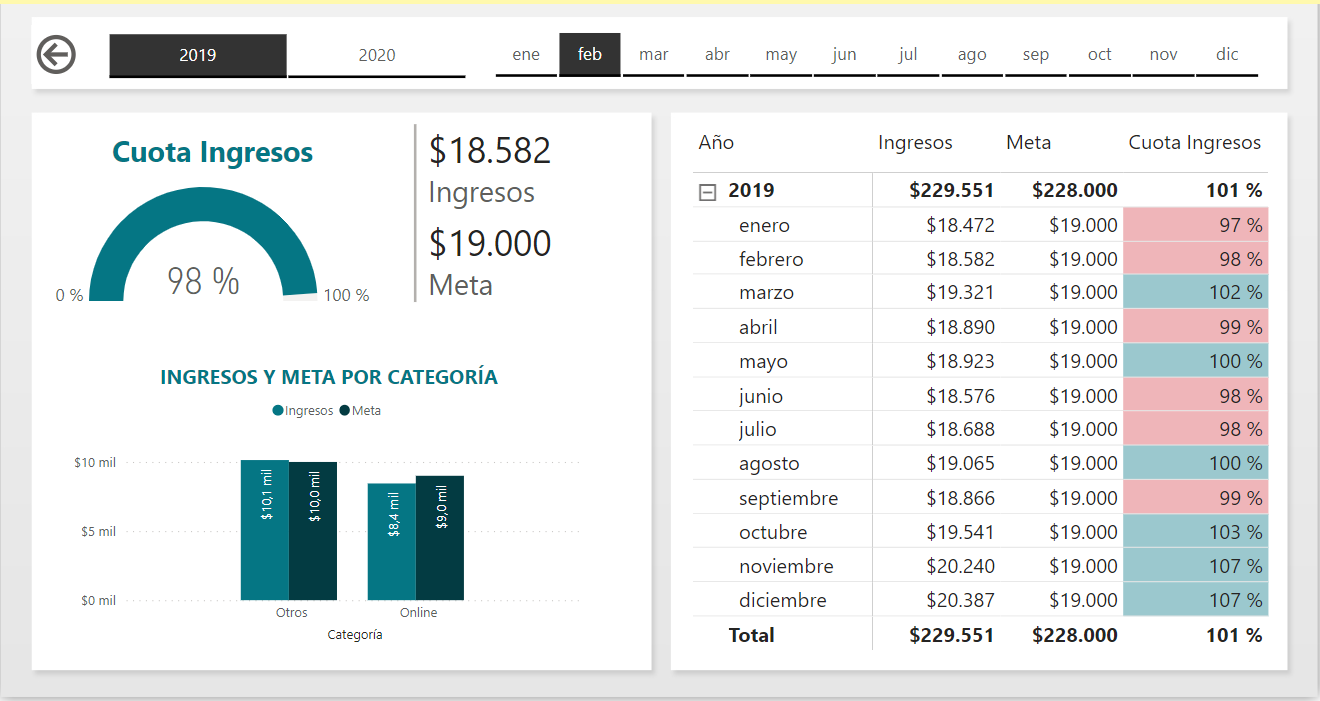 2019 2020 ene feb mar abr may jun jul ago sep oct nov dic
Cuota Ingresos
98 %
0 %
100 %
$18.582
Ingresos
$19.000
Meta
INGRESOS Y META POR CATEGORÍA
Ingresos Meta
$10 mil
$5 mil
$0 mil
$10,1 mil
$10,0 mil
$8,4 mil
$9,0 mil
Otros Online
Categoría
Año Ingresos Meta Cuota Ingresos
2019 $229.551 $228.000 101 %
enero $18.472 $19.000 97 %
febrero $18.582 $19.000 98 %
marzo $19.321 $19.000 102 %
abril $18.890 $19.000 99 %
mayo $18.923 $19.000 100 %
junio $18.576 $19.000 98 %
julio $18.688 $19.000 98 %
agosto $19.065 $19.000 100 %
septiembre $18.866 $19.000 99 %
octubre $19.541 $19.000 103 %
noviembre $20.240 $19.000 107 %
diciembre $20.387 $19.000 107 %
Total $229.551 $228.000 101 %